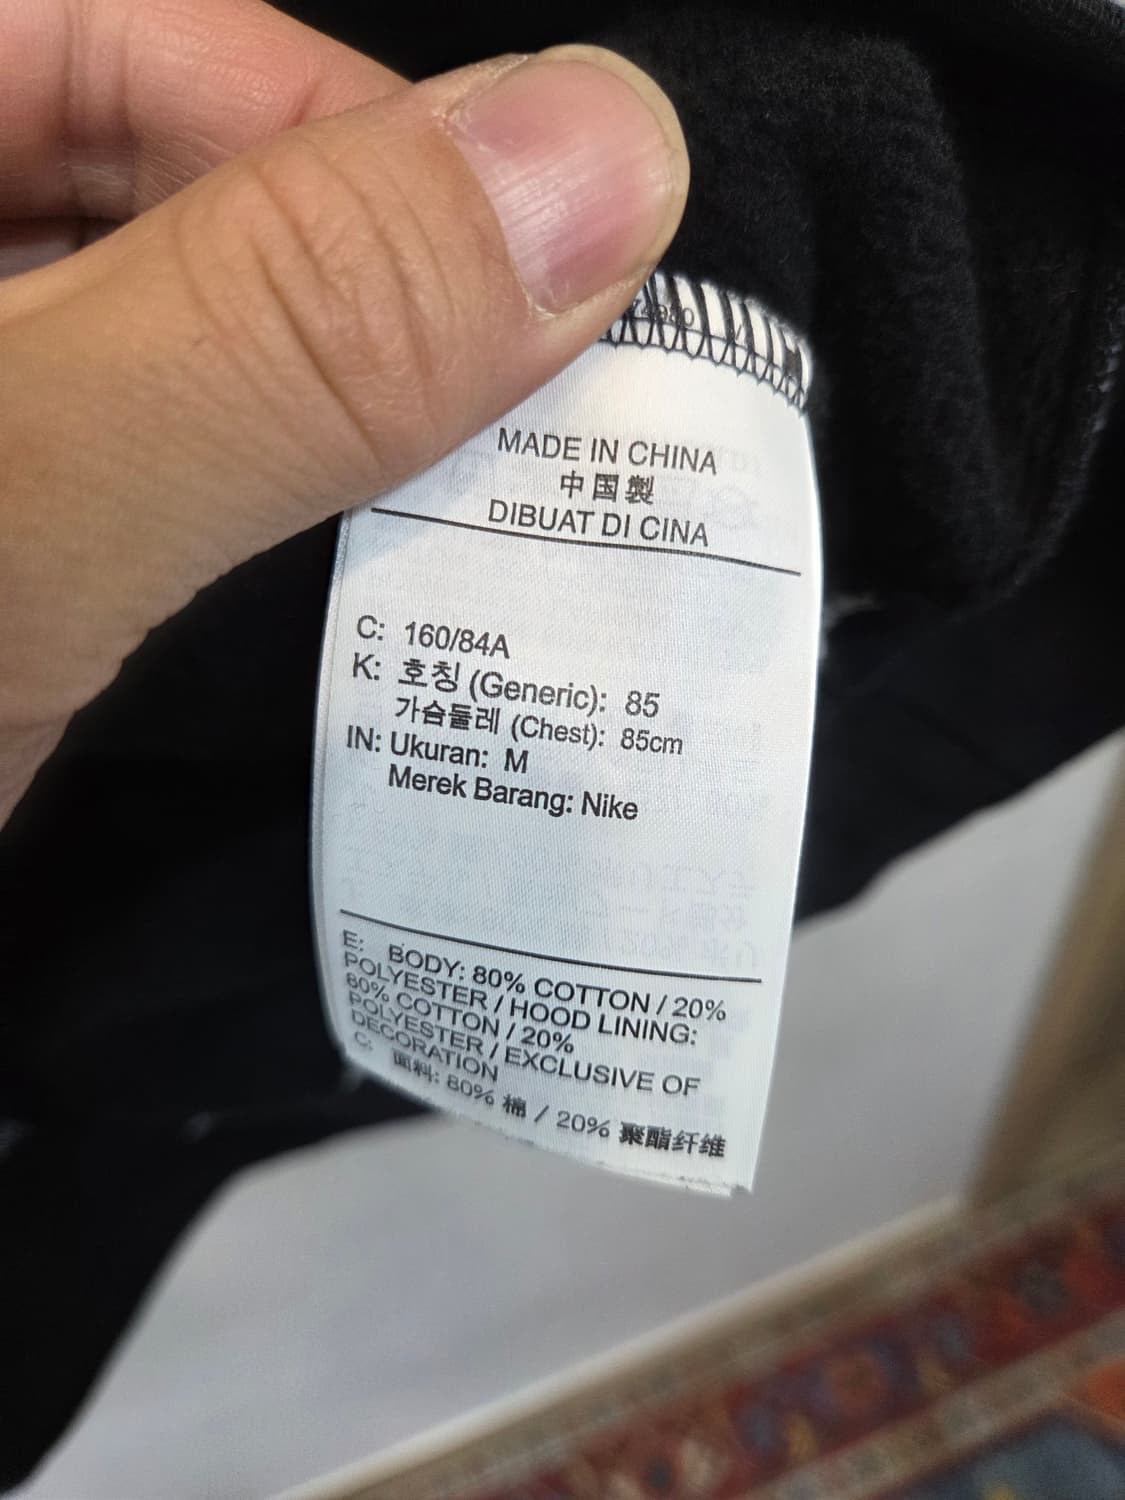 MADE IN CHINA
中国製
DIBUAT DI CINA
C: 160/84A
K: 호칭 (Generic): 85
가슴둘레 (Chest): 85cm
IN: Ukuran: M
Merek Barang: Nike
E: BODY: 80% COTTON / 20%
POLYESTER / HOOD LINING:
80% COTTON / 20%
POLYESTER / EXCLUSIVE OF
DECORATION
C: 面料: 80% 棉 / 20% 聚酯纤维